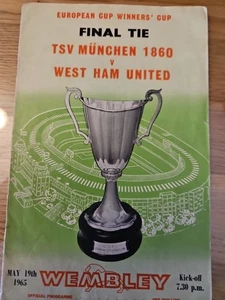 EUROPEAN CUP WINNERS' CUP
FINAL TIE
TSV MÜNCHEN 1860
v
WEST HAM UNITED
MAY 19th
1965
WEMBLEY
Kick-off
7.30 p.m.
OFFICIAL PROGRAMME